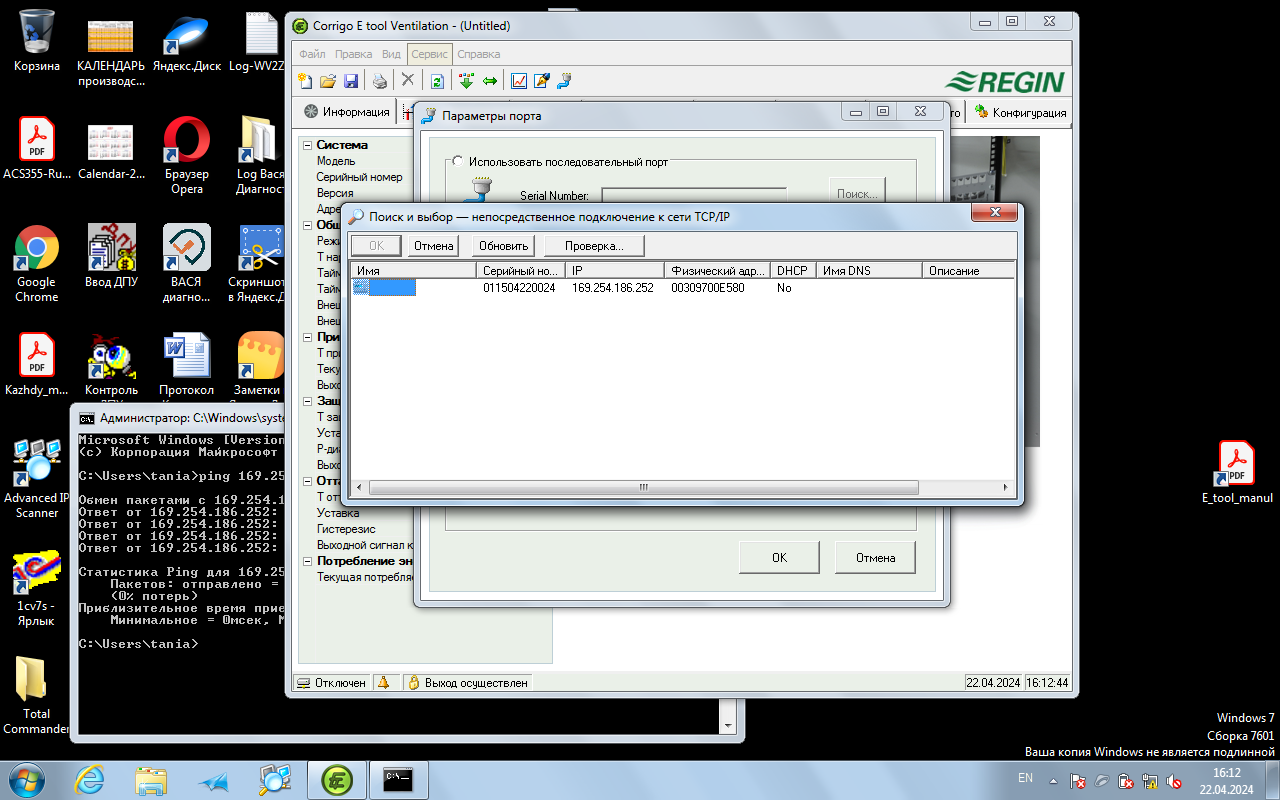 Корзина
КАЛЕНДАРЬ
производс...
Яндекс.Диск
Log-WV2Z
ACS355-Ru...
Calendar-2...
Браузер
Opera
Log Вася
Диагност
Google
Chrome
Ввод ДПУ
ВАСЯ
диагно...
Скриншот
в Яндекс.Д
Kazhdy_m...
Контроль
Протокол
Заметки
Advanced IP
Scanner
1cv7s -
Ярлык
Total
Commander
E_tool_manul
Corrigo E tool Ventilation - (Untitled)
Файл Правка Вид Сервис Справка
REGIN
Информация
Конфигурация
Система
Модель
Серийный номер
Версия
Адре
Общ
Режи
Т нар
Тайм
Тайм
Внеш
Внеш
При
Т при
Теку
Выхо
Защ
Т за
Уста
P-диа
Выхо
Отта
Т отт
Уставка
Гистерезис
Выходной сигнал к
Потребление эн
Текущая потребля
Отключен
Выход осуществлен
22.04.2024 16:12:44
Параметры порта
Использовать последовательный порт
Serial Number:
Поиск...
OK
Отмена
Поиск и выбор — непосредственное подключение к сети TCP/IP
OK Отмена Обновить Проверка...
Имя Серийный но... IP Физический адр... DHCP Имя DNS Описание
011504220024 169.254.186.252 00309700E580 No
Администратор: C:\Windows\syste
Microsoft Windows [Version
(c) Корпорация Майкрософт
C:\Users\tania>ping 169.25
Обмен пакетами с 169.254.1
Ответ от 169.254.186.252:
Ответ от 169.254.186.252:
Ответ от 169.254.186.252:
Ответ от 169.254.186.252:
Статистика Ping для 169.25
Пакетов: отправлено =
(0% потерь)
Приблизительное время прие
Минимальное = 0мсек, М
C:\Users\tania>
Windows 7
Сборка 7601
Ваша копия Windows не является подлинной
EN
16:12
22.04.2024